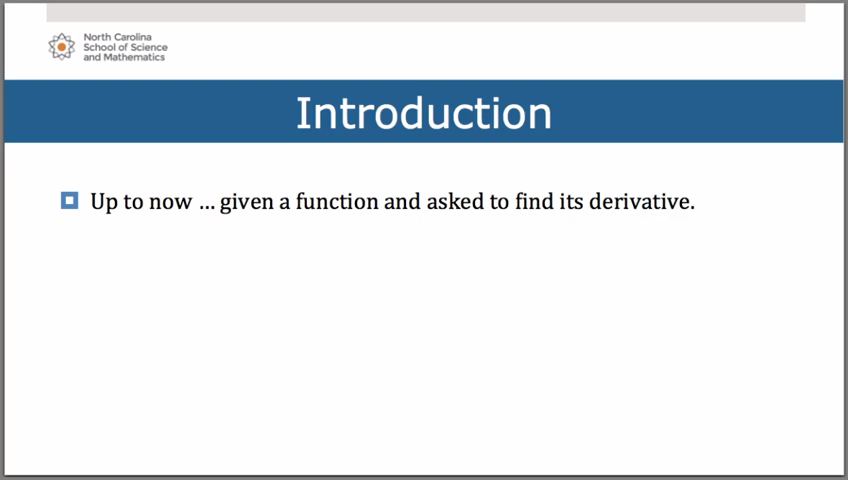 North Carolina
School of Science
and Mathematics
Introduction
Up to now … given a function and asked to find its derivative.